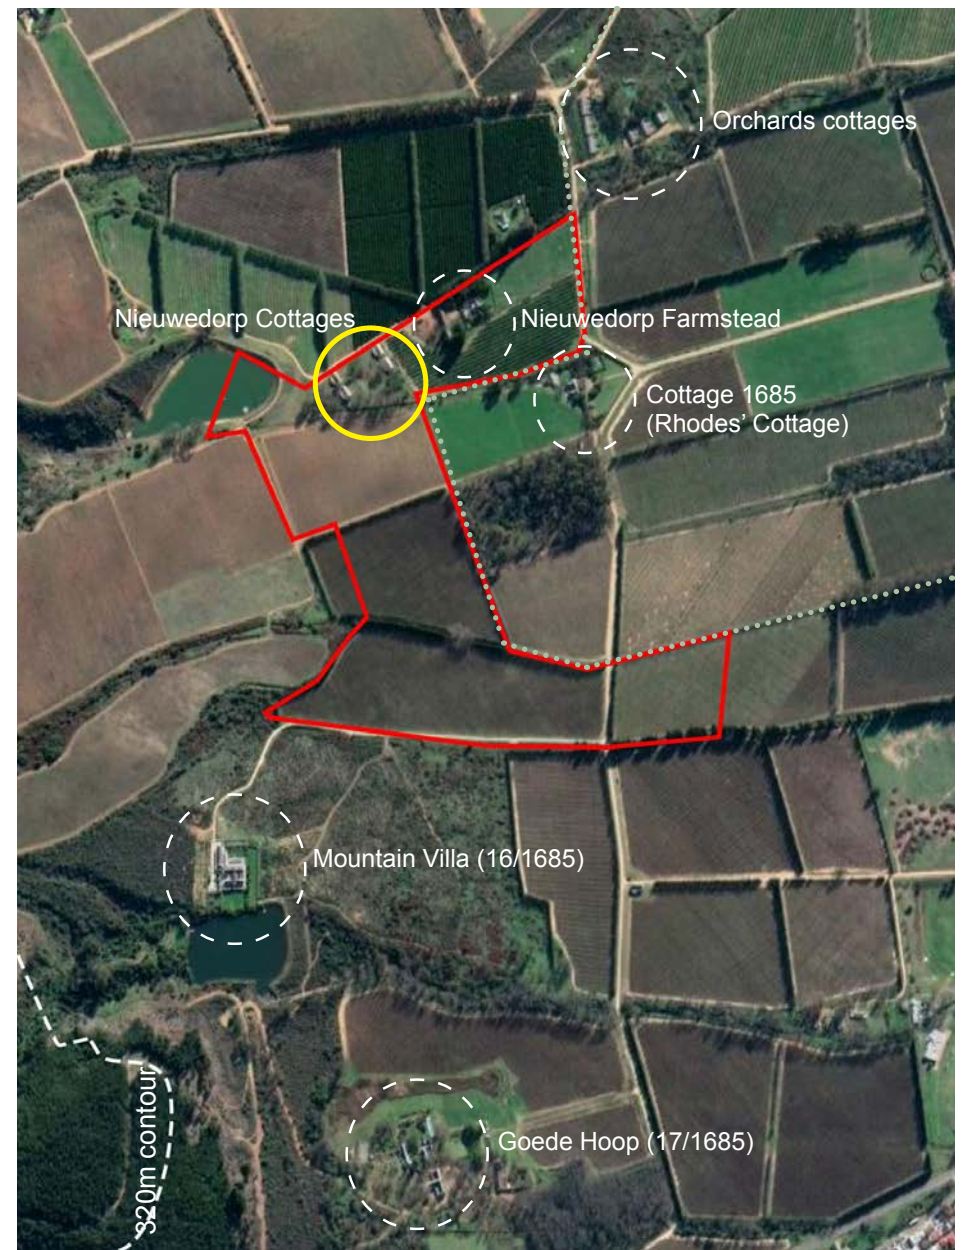 Orchards cottages
Nieuwedorp Cottages
Nieuwedorp Farmstead
Cottage 1685
(Rhodes’ Cottage)
Mountain Villa (16/1685)
Goede Hoop (17/1685)
320m contour